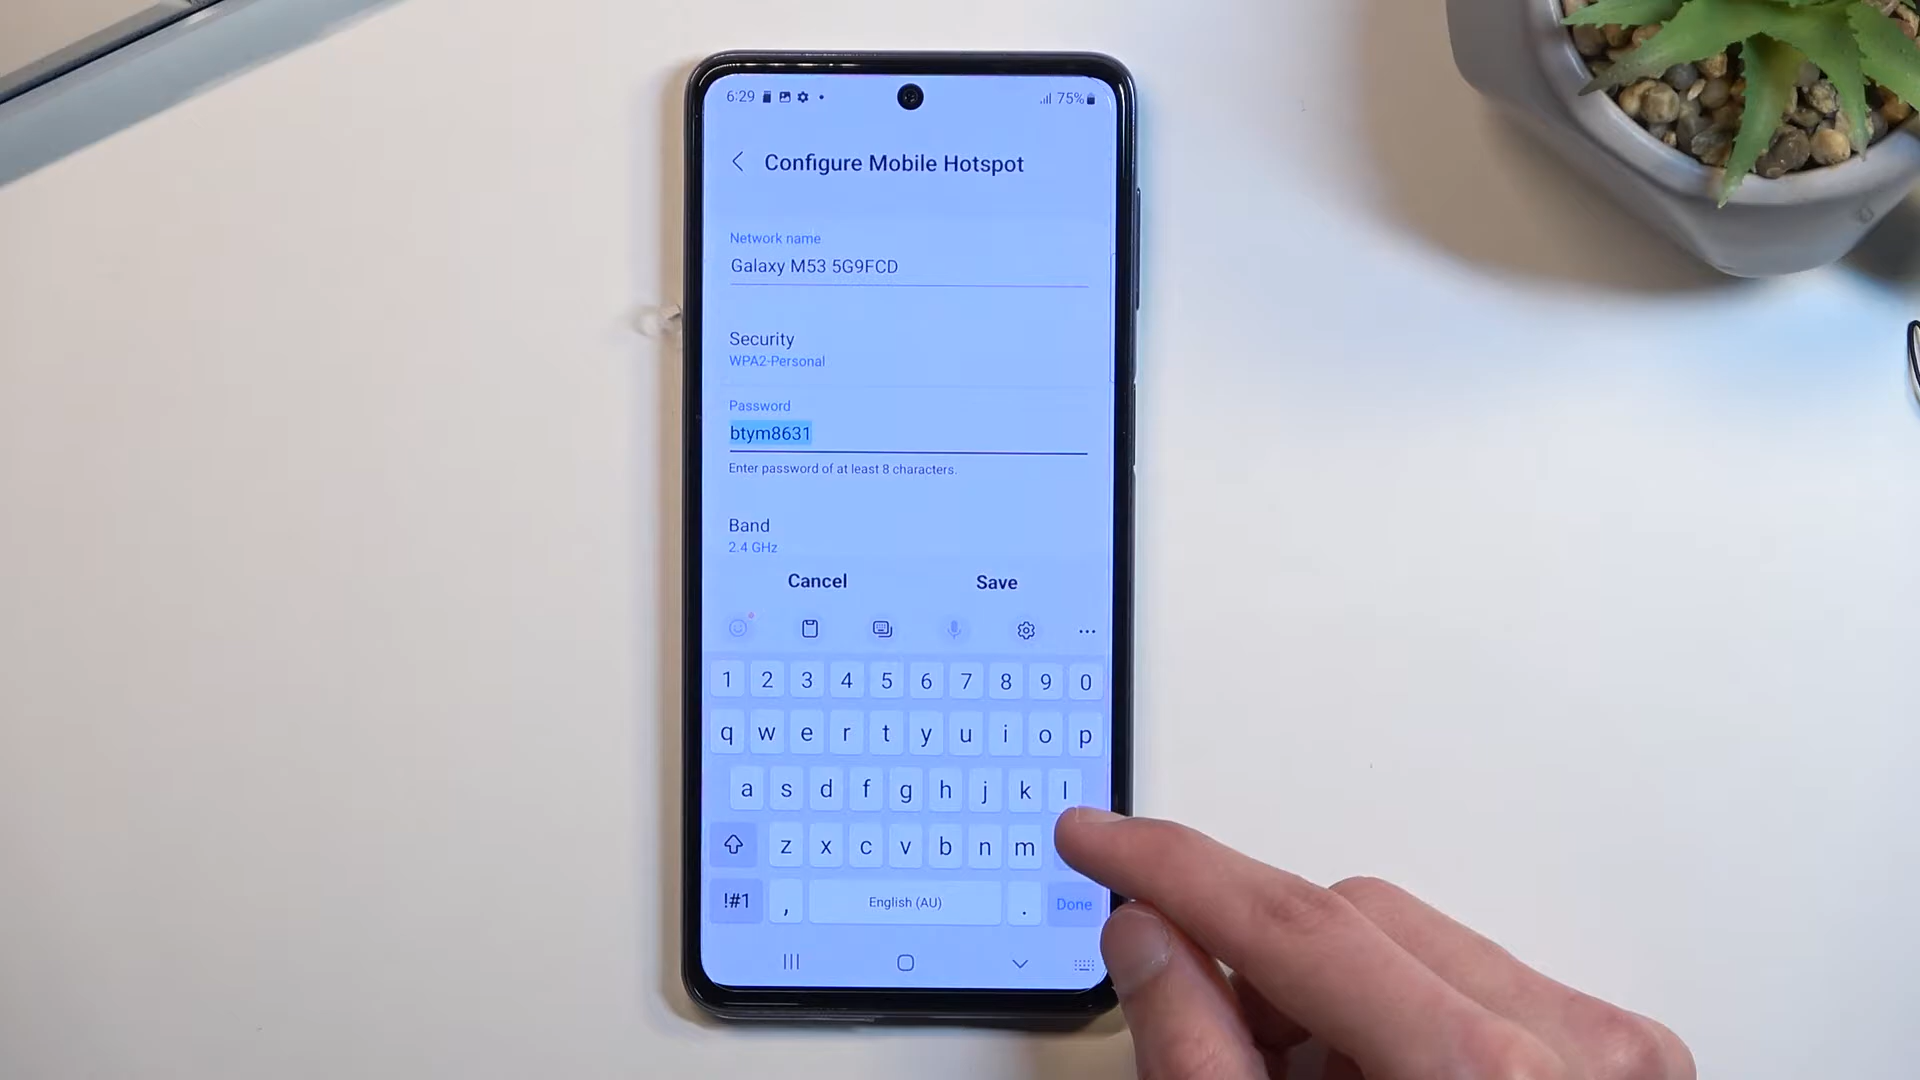 6:29 75%
Configure Mobile Hotspot
Network name
Galaxy M53 5G9FCD
Security
WPA2-Personal
Password
btym8631
Enter password of at least 8 characters.
Band
2.4 GHz
Cancel Save
1 2 3 4 5 6 7 8 9 0
q w e r t y u i o p
a s d f g h j k l
z x c v b n m
!#1 , English (AU) . Done